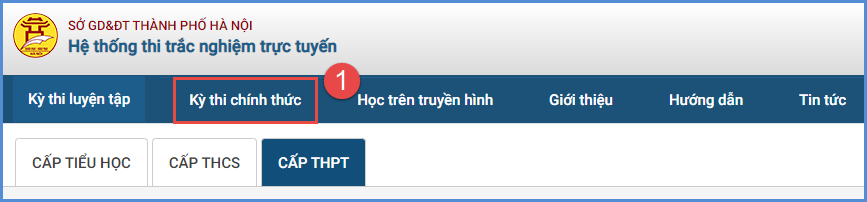 SỞ GD&ĐT THÀNH PHỐ HÀ NỘI
Hệ thống thi trắc nghiệm trực tuyến
1
Kỳ thi luyện tập Kỳ thi chính thức Học trên truyền hình Giới thiệu Hướng dẫn Tin tức
CẤP TIỂU HỌC CẤP THCS CẤP THPT